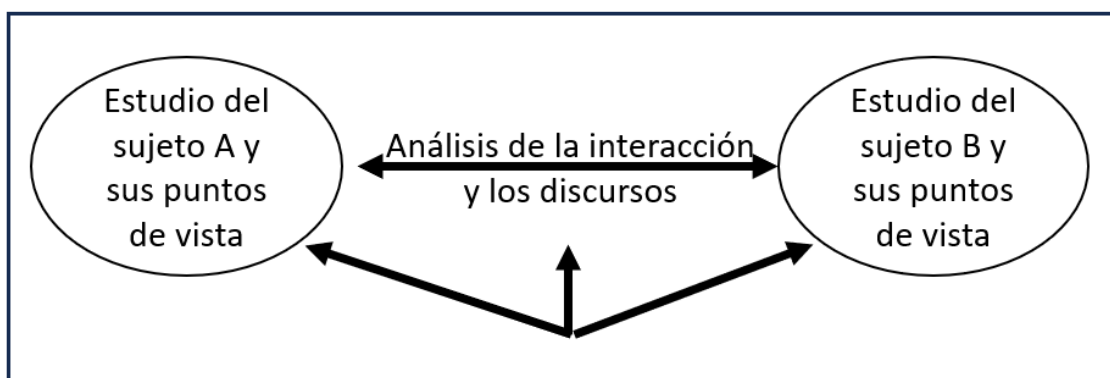 Estudio del
sujeto A y
sus puntos
de vista
Análisis de la interacción
y los discursos
Estudio del
sujeto B y
sus puntos
de vista